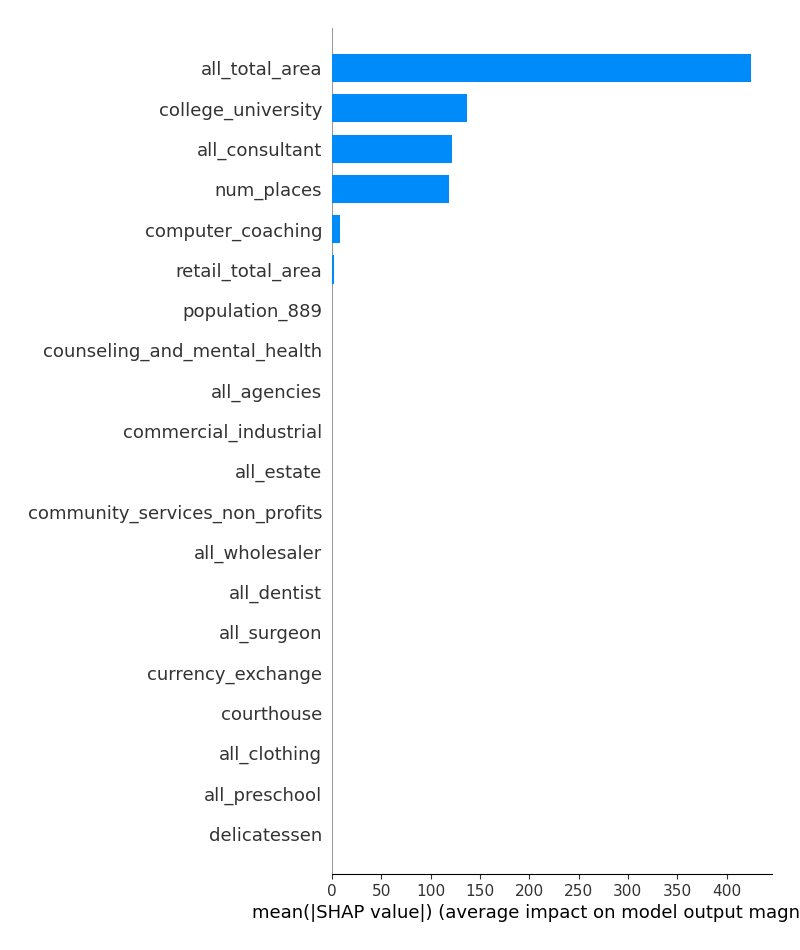 all_total_area
college_university
all_consultant
num_places
computer_coaching
retail_total_area
population_889
counseling_and_mental_health
all_agencies
commercial_industrial
all_estate
community_services_non_profits
all_wholesaler
all_dentist
all_surgeon
currency_exchange
courthouse
all_clothing
all_preschool
delicatessen
0 50 100 150 200 250 300 350 400
mean(|SHAP value|) (average impact on model output magn